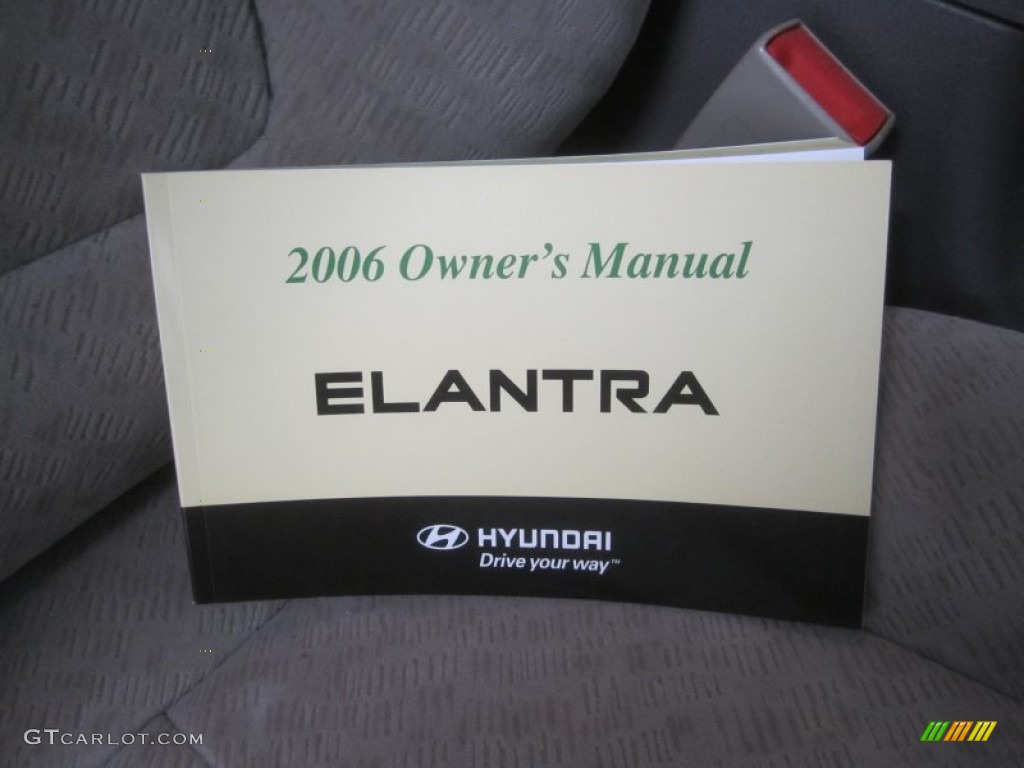 2006 Owner's Manual
ELANTRA
HYUNDAI
Drive your way™
GTCARLOT.COM